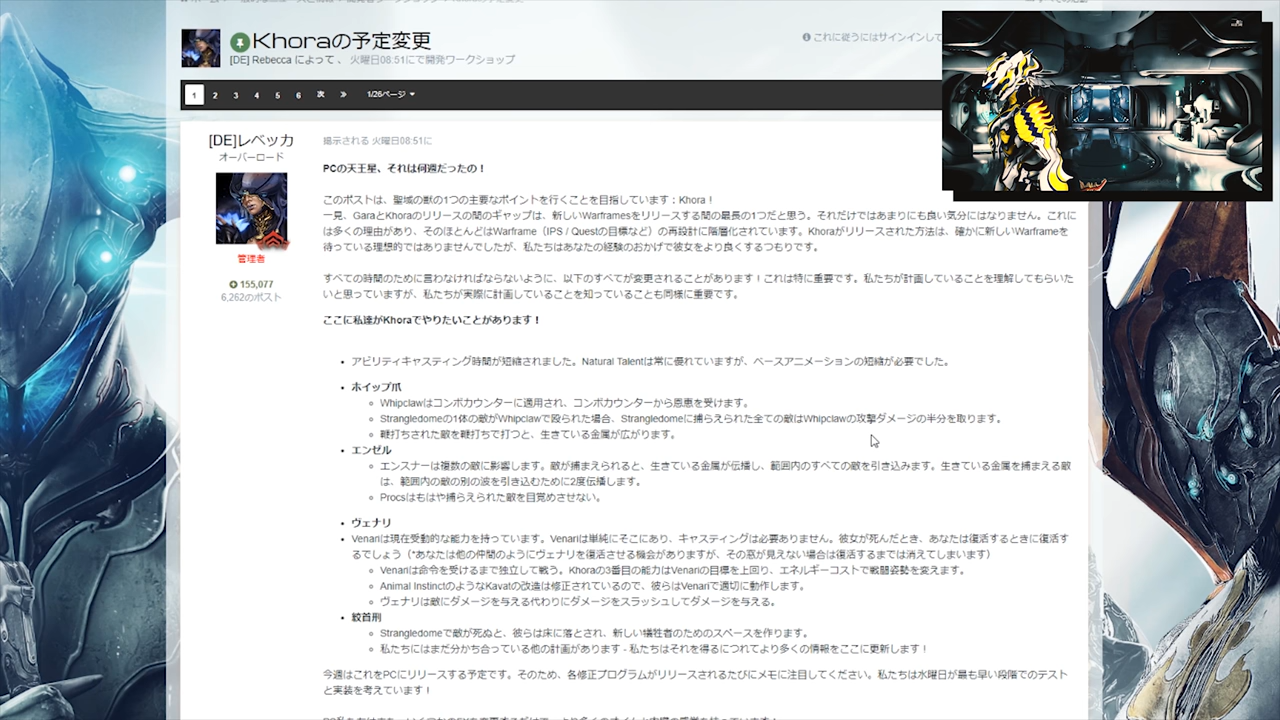 Khoraの予定変更
これに従うにはサインインして
[DE] Rebecca によって 、 火曜日08:51にで開発ワークショップ
1 2 3 4 5 6 次 » 1/26ページ
[DE]レベッカ
オーバーロード
管理者
155,077
6,262のポスト
掲示される 火曜日08:51に
PCの天王星、それは何週だったの！
このポストは、聖域の獣の1つの主要なポイントを行くことを目指しています：Khora！
一見、GaraとKhoraのリリースの間のギャップは、新しいWarframesをリリースする間の最長の1つだと思う。それだけではあまりにも良い気分にはなりません。これに
は多くの理由があり、そのほとんどはWarframe（IPS / Questの目標など）の再設計に階層化されています。Khoraがリリースされた方法は、確かに新しいWarframeを
待っている理想的ではありませんでしたが、私たちはあなたの経験のおかげで彼女をより良くするつもりです。
すべての時間のために言わなければならないように、以下のすべてが変更されることがあります！これは特に重要です。私たちが計画していることを理解してもらいた
いと思っていますが、私たちが実際に計画していることを知っていることも同様に重要です。
ここに私達がKhoraでやりたいことがあります！
アビリティキャスティング時間が短縮されました。Natural Talentは常に優れていますが、ベースアニメーションの短縮が必要でした。
ホイップ爪
Whipclawはコンボカウンターに適用され、コンボカウンターから恩恵を受けます。
Strangledomeの1体の敵がWhipclawで殴られた場合、Strangledomeに捕らえられた全ての敵はWhipclawの攻撃ダメージの半分を取ります。
鞭打ちされた敵を鞭打ちで打つと、生きている金属が広がります。
エンゼル
エンスナーは複数の敵に影響します。敵が捕まえられると、生きている金属が伝播し、範囲内のすべての敵を引き込みます。生きている金属を捕まえる敵
は、範囲内の敵の別の波を引き込むために2度伝播します。
Procsはもはや捕らえられた敵を目覚めさせない。
ヴェナリ
Venariは現在受動的な能力を持っています。Venariは単純にそこにあり、キャスティングは必要ありません。彼女が死んだとき、あなたは復活するときに復活す
るでしょう（*あなたは他の仲間のようにヴェナリを復活させる機会がありますが、その窓が見えない場合は復活するまでは消えてしまいます）
Venariは命令を受けるまで独立して戦う。Khoraの3番目の能力はVenariの目標を上回り、エネルギーコストで戦闘姿勢を変えます。
Animal InstinctのようなKavatの改造は修正されているので、彼らはVenariで適切に動作します。
ヴェナリは敵にダメージを与える代わりにダメージをスラッシュしてダメージを与える。
絞首刑
Strangledomeで敵が死ぬと、彼らは床に落とされ、新しい犠牲者のためのスペースを作ります。
私たちにはまだ分かち合っている他の計画があります - 私たちはそれを得るにつれてより多くの情報をここに更新します！
今週はこれをPCにリリースする予定です。そのため、各修正プログラムがリリースされるたびにメモに注目してください。私たちは水曜日が最も早い段階でのテスト
と実装を考えています！